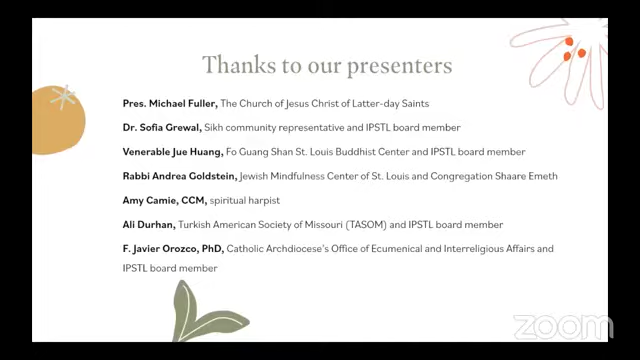 Thanks to our presenters
Pres. Michael Fuller, The Church of Jesus Christ of Latter-day Saints
Dr. Sofia Grewal, Sikh community representative and IPSTL board member
Venerable Jue Huang, Fo Guang Shan St. Louis Buddhist Center and IPSTL board member
Rabbi Andrea Goldstein, Jewish Mindfulness Center of St. Louis and Congregation Shaare Emeth
Amy Camie, CCM, spiritual harpist
Ali Durhan, Turkish American Society of Missouri (TASOM) and IPSTL board member
F. Javier Orozco, PhD, Catholic Archdiocese's Office of Ecumenical and Interreligious Affairs and
IPSTL board member
zoom